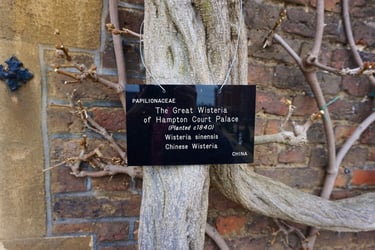 PAPILIONACEAE
The Great Wisteria
of Hampton Court Palace
(Planted c1840)
Wisteria sinensis
Chinese Wisteria
CHINA